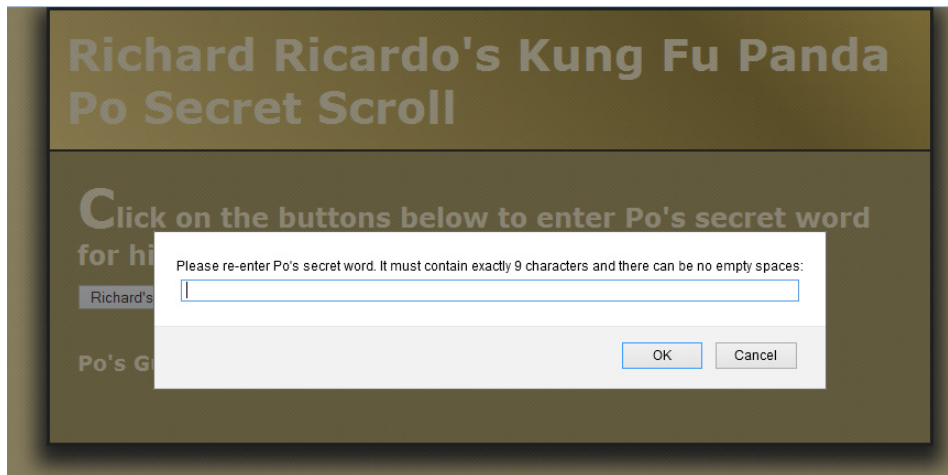 Richard Ricardo's Kung Fu Panda
Po Secret Scroll
Click on the buttons below to enter Po's secret word
for hi
Please re-enter Po's secret word. It must contain exactly 9 characters and there can be no empty spaces:
Richard's
OK Cancel
Po's G